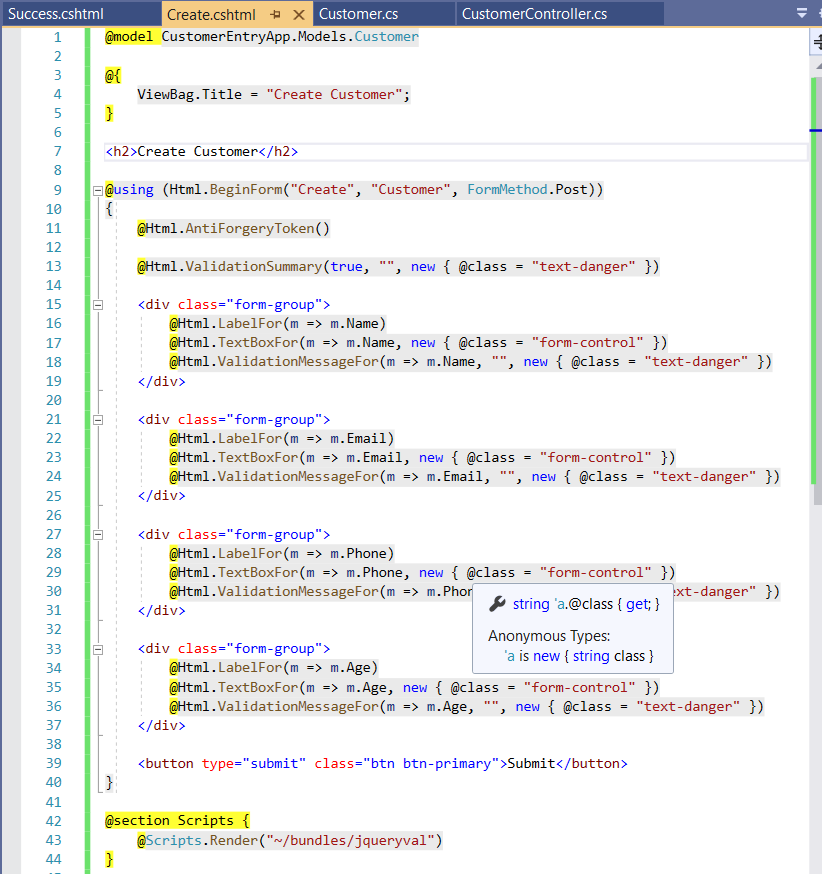 Success.cshtml Create.cshtml Customer.cs CustomerController.cs
1 @model CustomerEntryApp.Models.Customer
2
3 @{
4 ViewBag.Title = "Create Customer";
5 }
6
7 <h2>Create Customer</h2>
8
9 @using (Html.BeginForm("Create", "Customer", FormMethod.Post))
10 {
11 @Html.AntiForgeryToken()
12
13 @Html.ValidationSummary(true, "", new { @class = "text-danger" })
14
15 <div class="form-group">
16 @Html.LabelFor(m => m.Name)
17 @Html.TextBoxFor(m => m.Name, new { @class = "form-control" })
18 @Html.ValidationMessageFor(m => m.Name, "", new { @class = "text-danger" })
19 </div>
20
21 <div class="form-group">
22 @Html.LabelFor(m => m.Email)
23 @Html.TextBoxFor(m => m.Email, new { @class = "form-control" })
24 @Html.ValidationMessageFor(m => m.Email, "", new { @class = "text-danger" })
25 </div>
26
27 <div class="form-group">
28 @Html.LabelFor(m => m.Phone)
29 @Html.TextBoxFor(m => m.Phone, new { @class = "form-control" })
30 @Html.ValidationMessageFor(m => m.Phon ext-danger" })
string 'a.@class { get; }
31 </div>
Anonymous Types:
32
'a is new { string class }
33 <div class="form-group">
34 @Html.LabelFor(m => m.Age)
35 @Html.TextBoxFor(m => m.Age, new { @class = "form-control" })
36 @Html.ValidationMessageFor(m => m.Age, "", new { @class = "text-danger" })
37 </div>
38
39 <button type="submit" class="btn btn-primary">Submit</button>
40 }
41
42 @section Scripts {
43 @Scripts.Render("~/bundles/jqueryval")
44 }